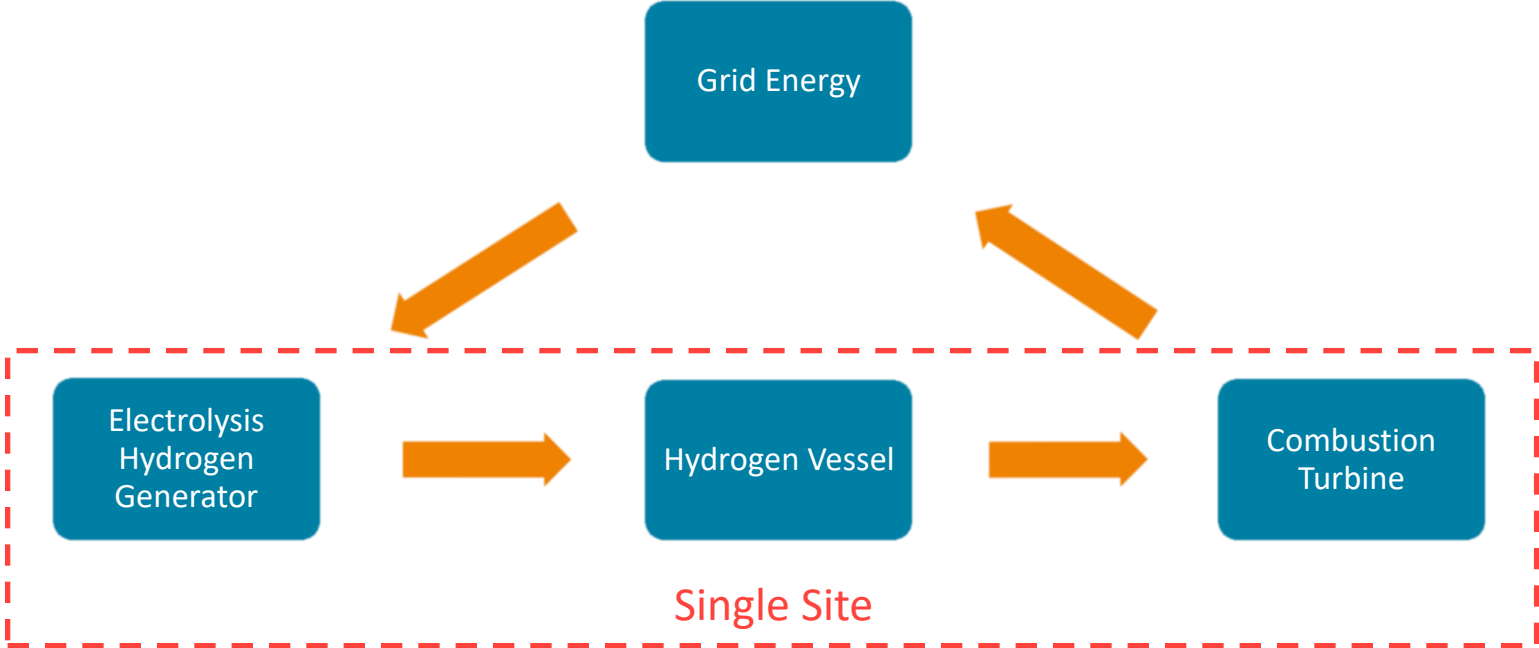 Grid Energy
Electrolysis
Hydrogen
Generator
Hydrogen Vessel
Combustion
Turbine
Single Site